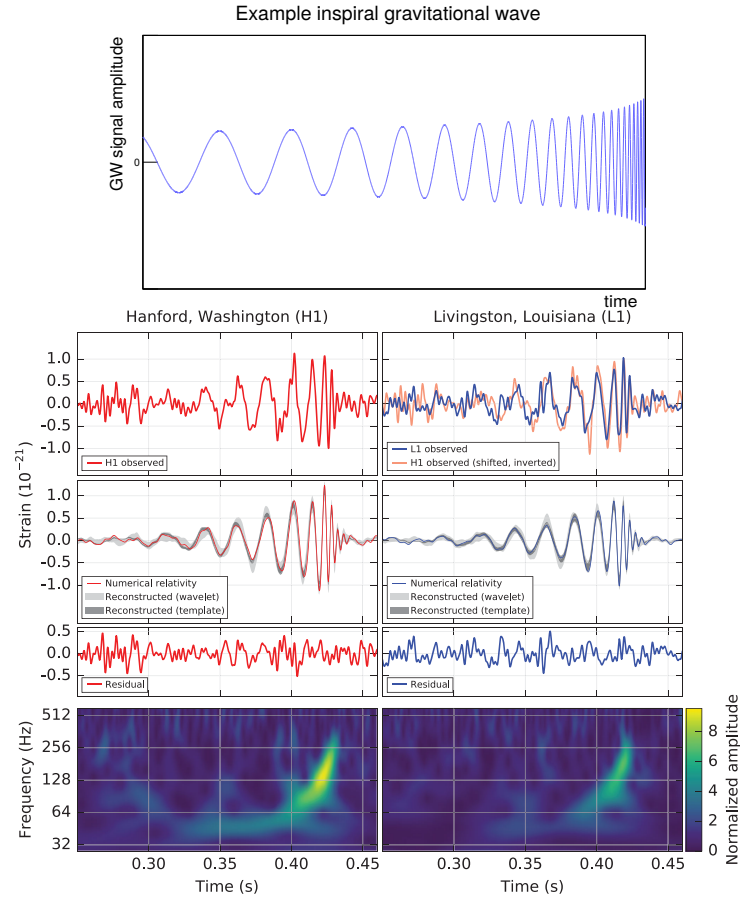 Example inspiral gravitational wave
GW signal amplitude
0
time
Hanford, Washington (H1)
Livingston, Louisiana (L1)
Strain (10⁻²¹)
1.0
0.5
0.0
-0.5
-1.0
H1 observed
L1 observed
H1 observed (shifted, inverted)
1.0
0.5
0.0
-0.5
-1.0
Numerical relativity
Reconstructed (wavelet)
Reconstructed (template)
Numerical relativity
Reconstructed (wavelet)
Reconstructed (template)
0.5
0.0
-0.5
Residual
Residual
Frequency (Hz)
512
256
128
64
32
0.30 0.35 0.40 0.45
Time (s)
0.30 0.35 0.40 0.45
Time (s)
8
6
4
2
0
Normalized amplitude